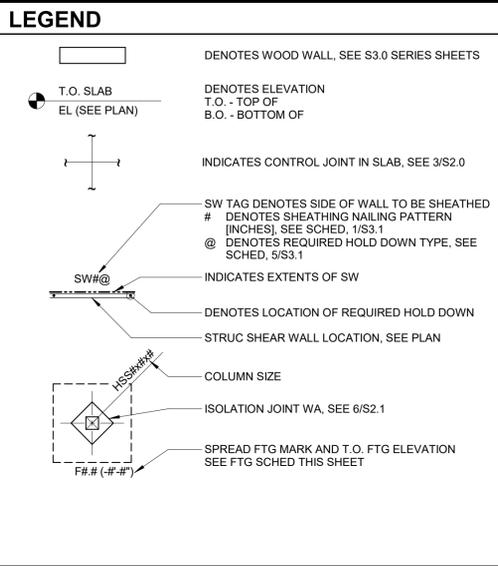 LEGEND
DENOTES WOOD WALL, SEE S3.0 SERIES SHEETS
T.O. SLAB
EL (SEE PLAN)
DENOTES ELEVATION
T.O. - TOP OF
B.O. - BOTTOM OF
INDICATES CONTROL JOINT IN SLAB, SEE 3/S2.0
SW TAG DENOTES SIDE OF WALL TO BE SHEATHED
# DENOTES SHEATHING NAILING PATTERN
[INCHES], SEE SCHED, 1/S3.1
@ DENOTES REQUIRED HOLD DOWN TYPE, SEE
SCHED, 5/S3.1
SW#@
INDICATES EXTENTS OF SW
DENOTES LOCATION OF REQUIRED HOLD DOWN
STRUC SHEAR WALL LOCATION, SEE PLAN
HSS#x#x#
COLUMN SIZE
ISOLATION JOINT WA, SEE 6/S2.1
SPREAD FTG MARK AND T.O. FTG ELEVATION
SEE FTG SCHED THIS SHEET
F#.# (-#'-#")